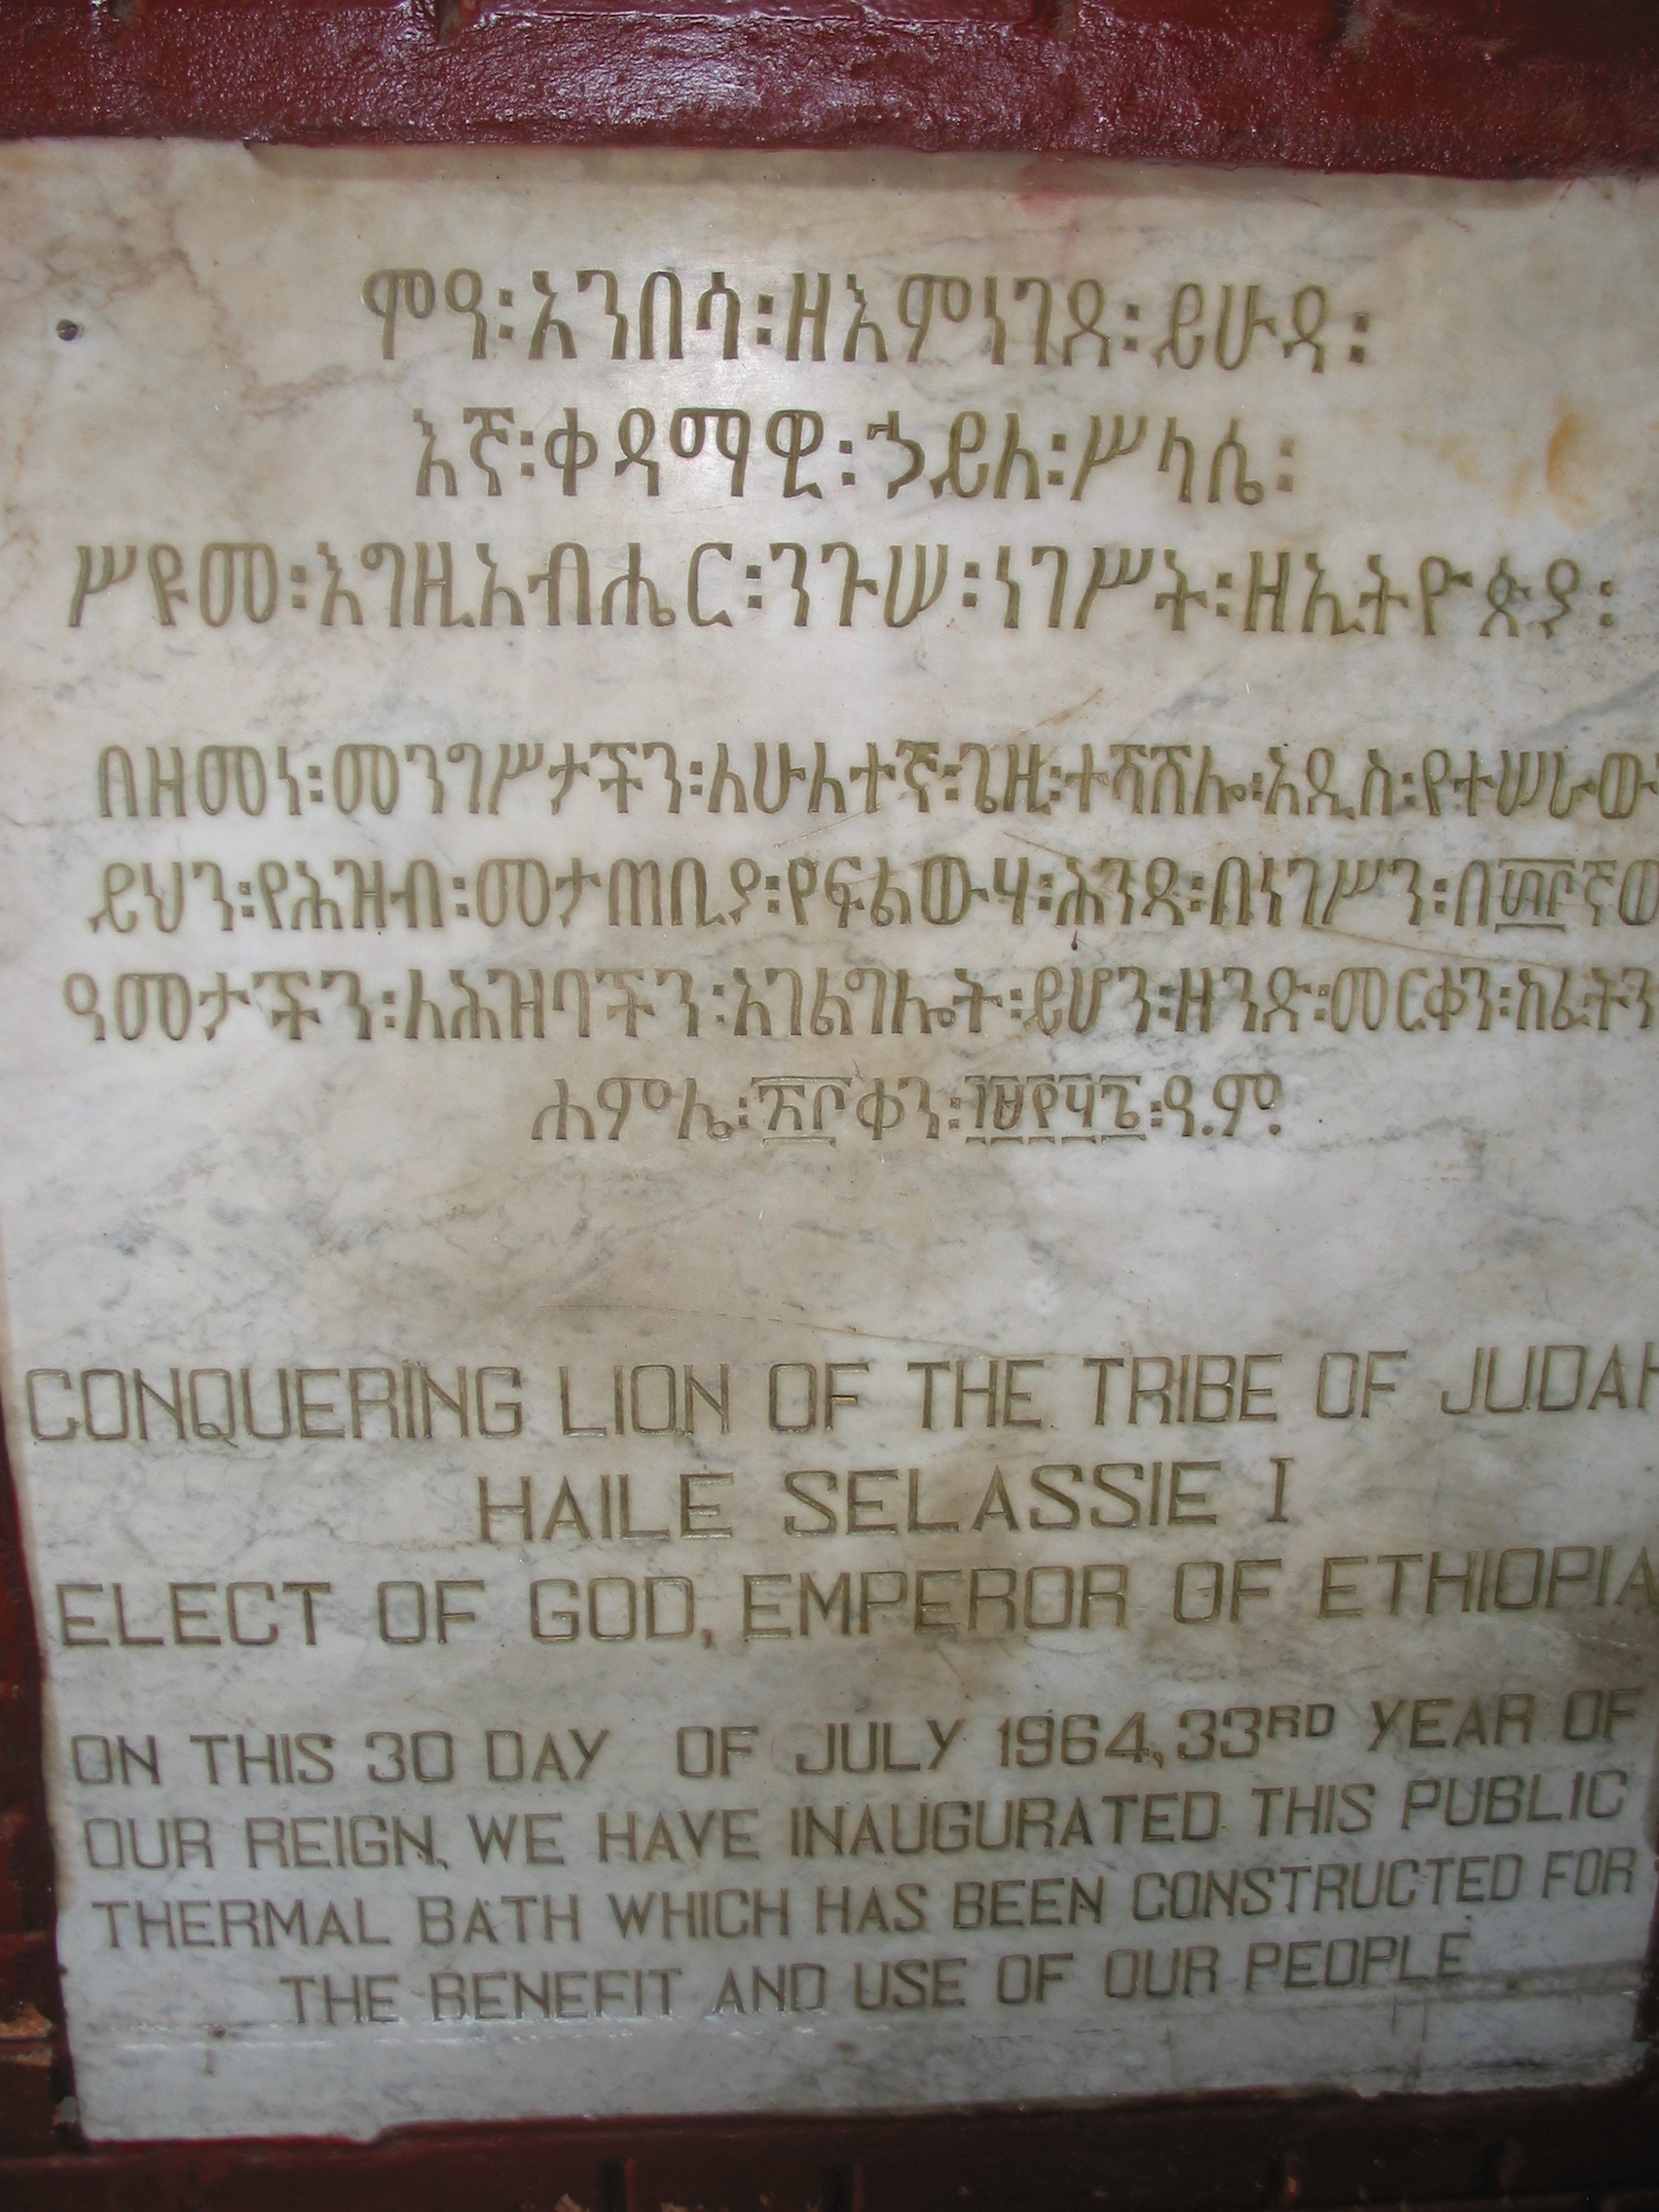 ሞዓ፡አንበሳ፡ዘእምነገደ፡ይሁዳ፡
እኛ፡ቀዳማዊ፡ኃይለ፡ሥላሴ፡
ሥዩመ፡እግዚአብሔር፡ንጉሠ፡ነገሥት፡ዘኢትዮጵያ፡
በዘመነ፡መንግሥታችን፡ለሁለተኛ፡ጊዜ፡ተሻሽሎ፡አዲስ፡የተሠራው
ይህን፡የሕዝብ፡መታጠቢያ፡የፍልውሃ፡ሕንጻ፡በነገሥን፡በ፴፫ኛው
ዓመታችን፡ለሕዝባችን፡አገልግሎት፡ይሆን፡ዘንድ፡መርቀን፡ከፈትን
ሐምሌ፡፳፫ቀን፡፲፱፻፶፮፡ዓ.ም.
CONQUERING LION OF THE TRIBE OF JUDAH
HAILE SELASSIE I
ELECT OF GOD, EMPEROR OF ETHIOPIA
ON THIS 30 DAY OF JULY 1964, 33RD YEAR OF
OUR REIGN, WE HAVE INAUGURATED THIS PUBLIC
THERMAL BATH WHICH HAS BEEN CONSTRUCTED FOR
THE BENEFIT AND USE OF OUR PEOPLE